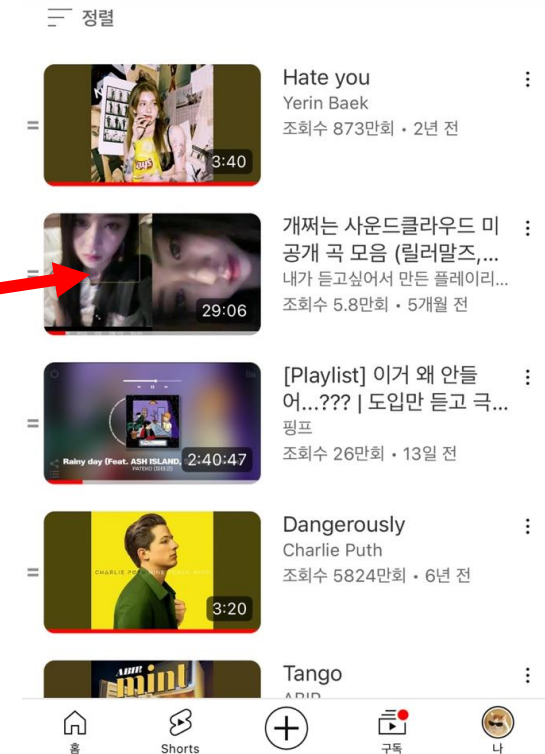 정렬
Hate you
Yerin Baek
조회수 873만회 • 2년 전
3:40
개쩌는 사운드클라우드 미
공개 곡 모음 (릴러말즈,...
내가 듣고싶어서 만든 플레이리...
조회수 5.8만회 • 5개월 전
29:06
[Playlist] 이거 왜 안들
어...??? | 도입만 듣고 극...
핑프
조회수 26만회 • 13일 전
Rainy day (Feat. ASH ISLAND,
2:40:47
Dangerously
Charlie Puth
조회수 5824만회 • 6년 전
CHARLIE
3:20
Tango
ABIR
ABIR
mint
홈
Shorts
구독
나